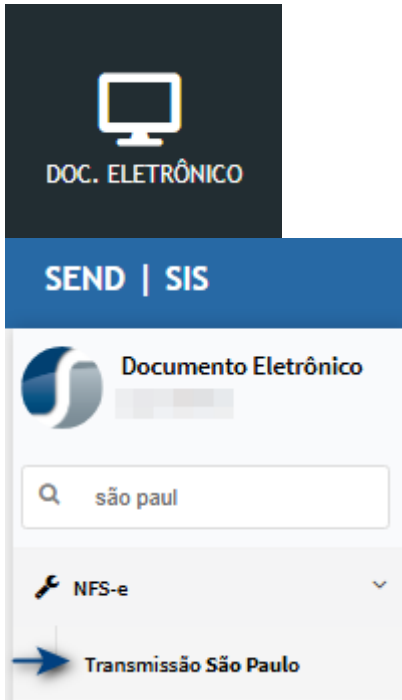 DOC. ELETRÔNICO
SEND | SIS
Documento Eletrônico
são paul
NFS-e
Transmissão São Paulo